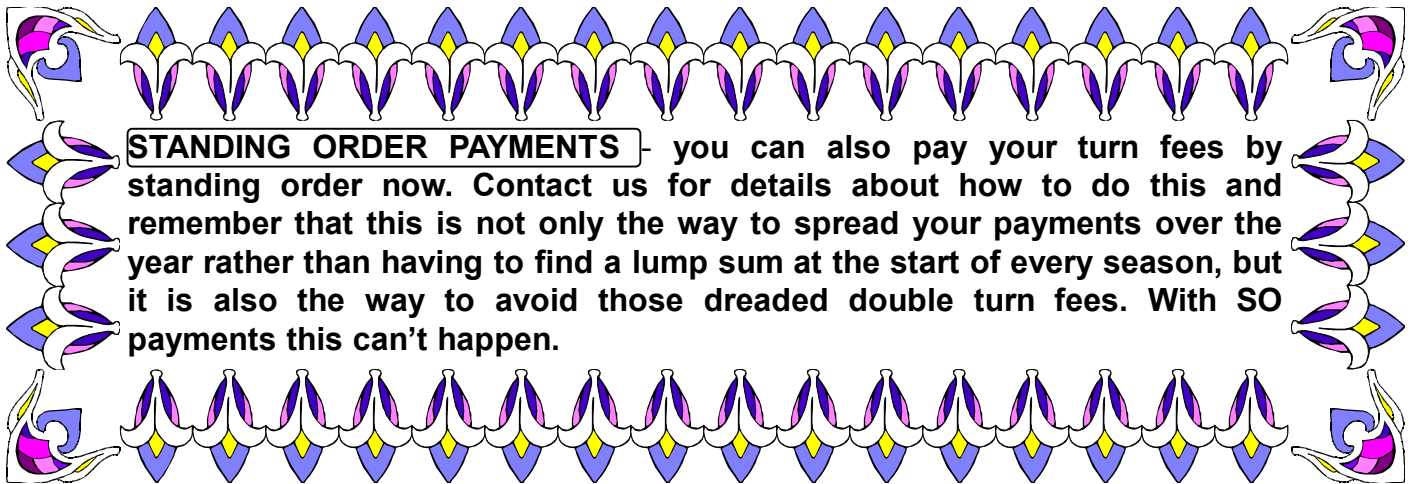 STANDING ORDER PAYMENTS - you can also pay your turn fees by
standing order now. Contact us for details about how to do this and
remember that this is not only the way to spread your payments over the
year rather than having to find a lump sum at the start of every season, but
it is also the way to avoid those dreaded double turn fees. With SO
payments this can’t happen.